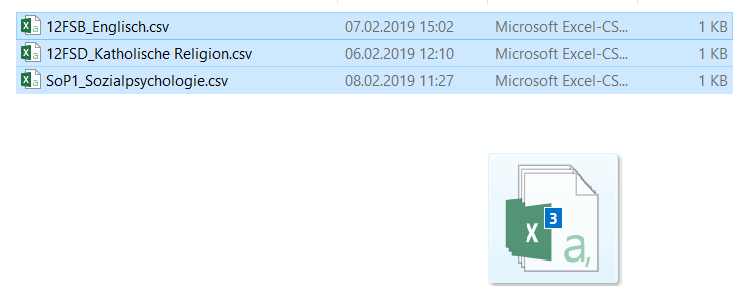 12FSB_Englisch.csv 07.02.2019 15:02 Microsoft Excel-CS... 1 KB
12FSD_Katholische Religion.csv 06.02.2019 12:10 Microsoft Excel-CS... 1 KB
SoP1_Sozialpsychologie.csv 08.02.2019 11:27 Microsoft Excel-CS... 1 KB
X 3 a,